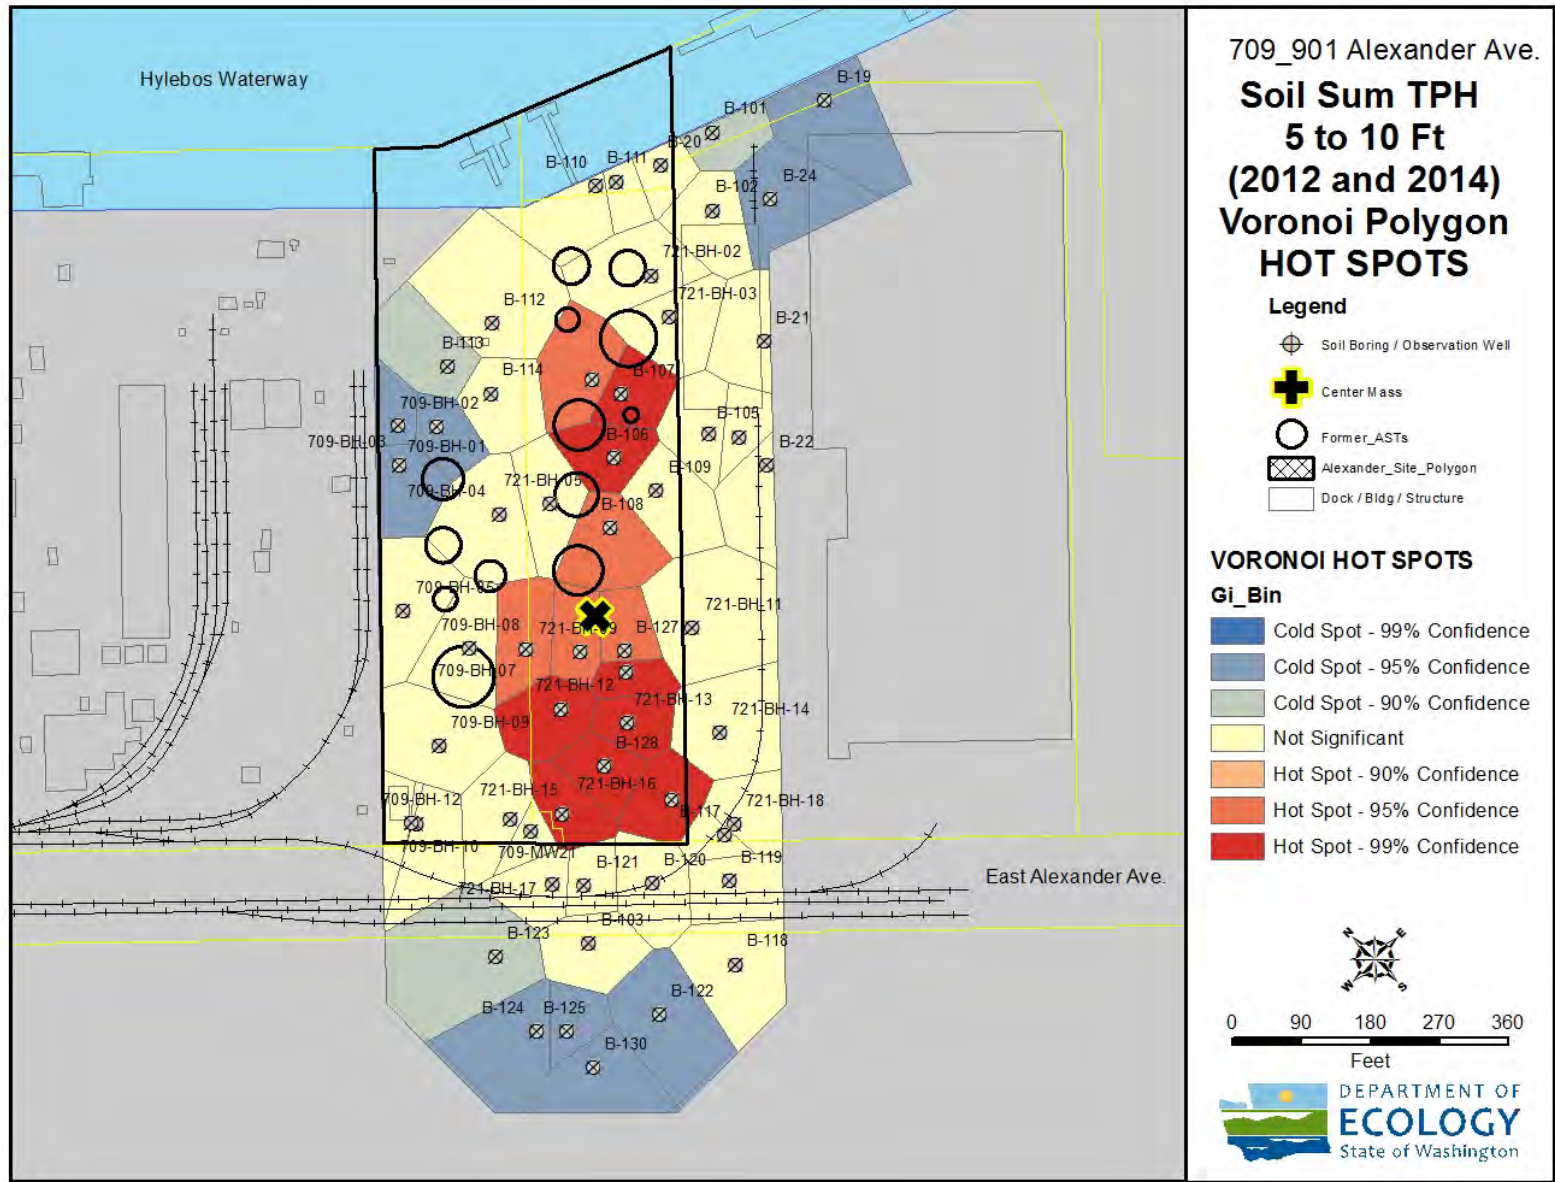 Hylebos Waterway
B-19
B-101
B-20
B-110
B-111
B-102
B-24
721-BH-02
721-BH-03
B-112
B-21
B-113
B-114
B-107
709-BH-02
B-105
709-BH-03
709-BH-01
B-106
B-22
B-109
709-BH-04
721-BH-05
B-108
709-BH-05
721-BH-11
709-BH-08
721-BH-09
B-127
709-BH-07
721-BH-12
721-BH-13
721-BH-14
709-BH-09
B-128
721-BH-15
721-BH-16
709-BH-12
B-117
721-BH-18
709-BH-10
709-MW21
B-121
B-120
B-119
721-BH-17
East Alexander Ave.
B-103
B-123
B-118
B-122
B-124
B-125
B-130
709_901 Alexander Ave.
Soil Sum TPH
5 to 10 Ft
(2012 and 2014)
Voronoi Polygon
HOT SPOTS
Legend
Soil Boring / Observation Well
Center Mass
Former_ASTs
Alexander_Site_Polygon
Dock / Bldg / Structure
VORONOI HOT SPOTS
Gi_Bin
Cold Spot - 99% Confidence
Cold Spot - 95% Confidence
Cold Spot - 90% Confidence
Not Significant
Hot Spot - 90% Confidence
Hot Spot - 95% Confidence
Hot Spot - 99% Confidence
N E
W S
0 90 180 270 360
Feet
DEPARTMENT OF
ECOLOGY
State of Washington